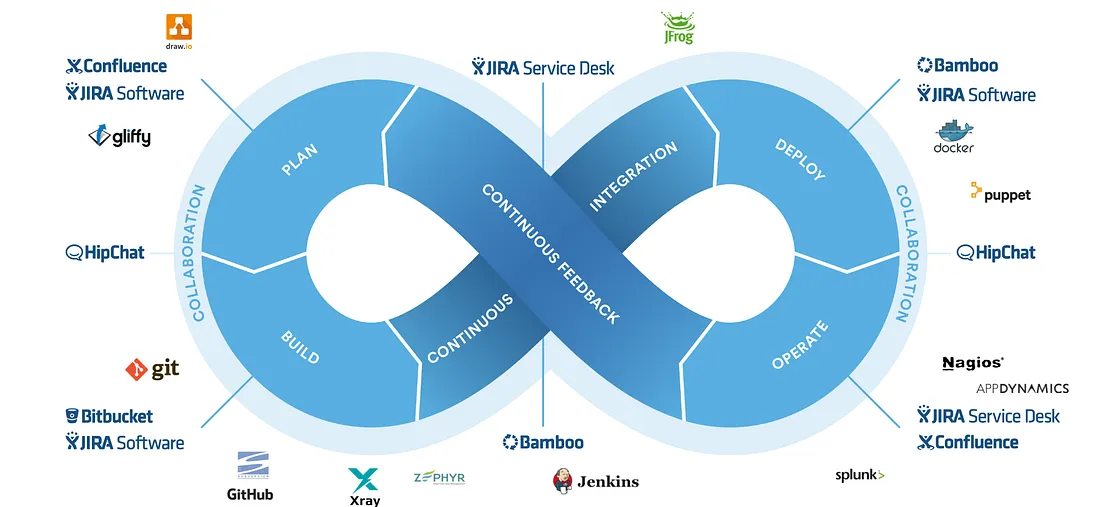 draw.io
JFrog
Confluence
JIRA Software
JIRA Service Desk
Bamboo
JIRA Software
gliffy
docker
puppet
PLAN
INTEGRATION
DEPLOY
COLLABORATION
CONTINUOUS FEEDBACK
COLLABORATION
HipChat
HipChat
CONTINUOUS
BUILD
OPERATE
git
Nagios®
APPDYNAMICS
Bitbucket
JIRA Software
JIRA Service Desk
Confluence
Bamboo
GitHub
Xray
ZEPHYR
Jenkins
splunk>